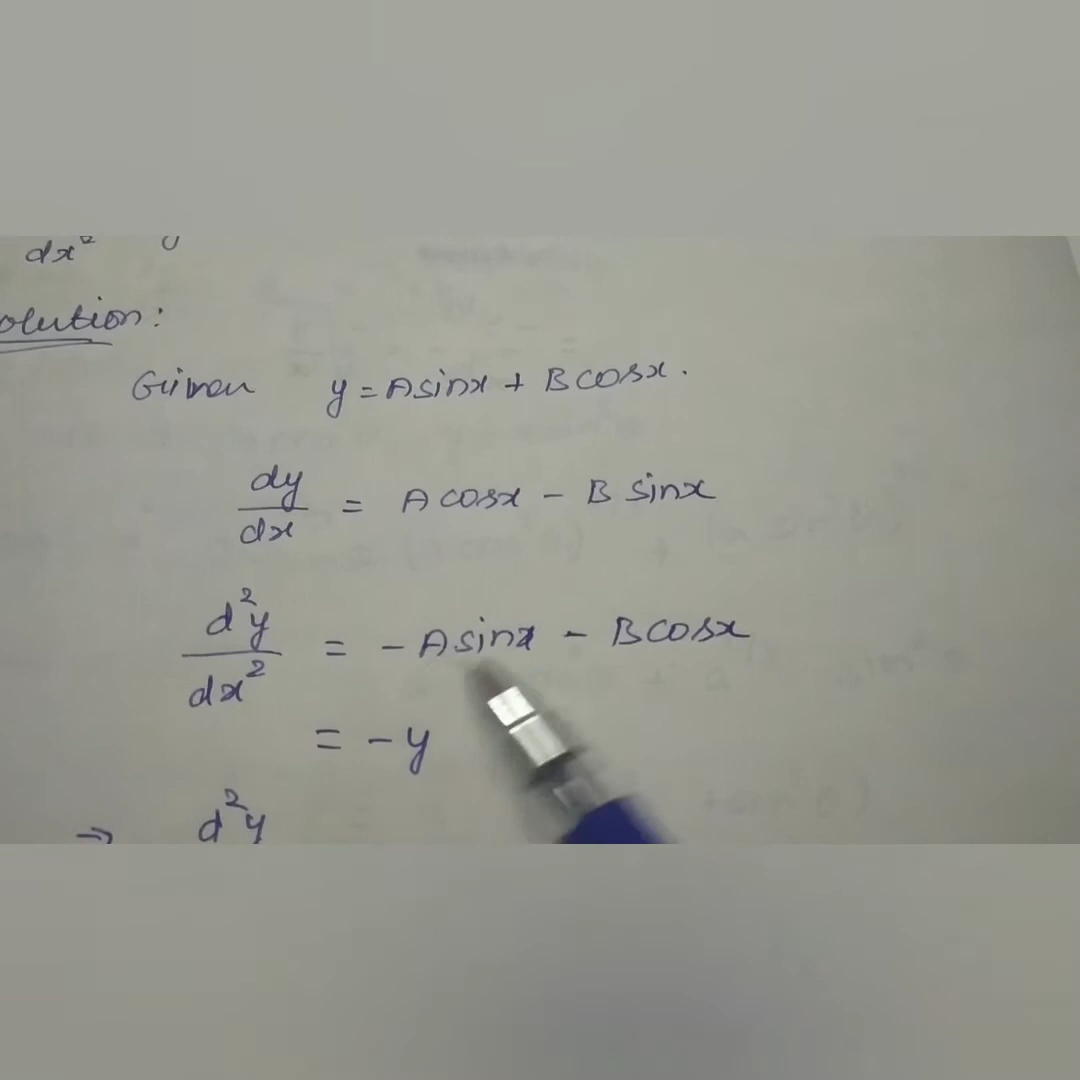 dx²
olution:
Given y = A sinx + B cosx.
dy/dx = A cosx - B sinx
d²y/dx² = -A sinx - B cosx
= -y
⇒ d²y